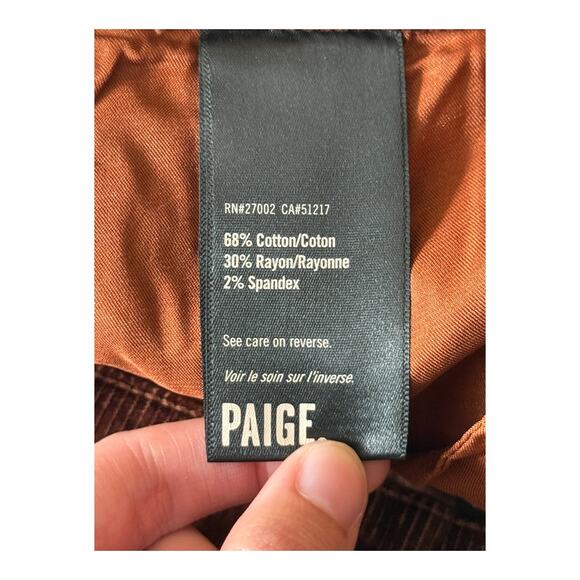 RN#27002 CA#51217
68% Cotton/Coton
30% Rayon/Rayonne
2% Spandex
See care on reverse.
Voir le soin sur l'inverse.
PAIGE.